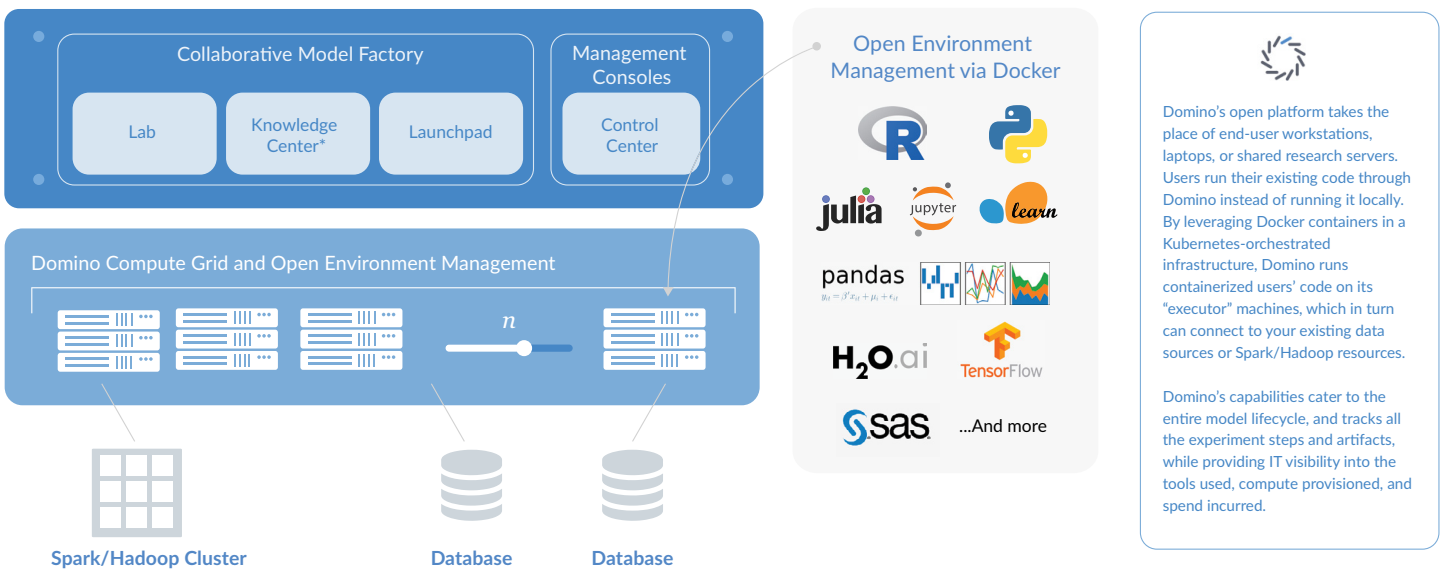 Collaborative Model Factory
Lab
Knowledge
Center*
Launchpad
Management
Consoles
Control
Center
Domino Compute Grid and Open Environment Management
n
Spark/Hadoop Cluster
Database
Database
Open Environment
Management via Docker
R
julia
jupyter
learn
pandas
y_it = β′x_it + μ_i + ε_it
H2O.ai
TensorFlow
sas
...And more
Domino’s open platform takes the
place of end-user workstations,
laptops, or shared research servers.
Users run their existing code through
Domino instead of running it locally.
By leveraging Docker containers in a
Kubernetes-orchestrated
infrastructure, Domino runs
containerized users’ code on its
“executor” machines, which in turn
can connect to your existing data
sources or Spark/Hadoop resources.
Domino’s capabilities cater to the
entire model lifecycle, and tracks all
the experiment steps and artifacts,
while providing IT visibility into the
tools used, compute provisioned, and
spend incurred.